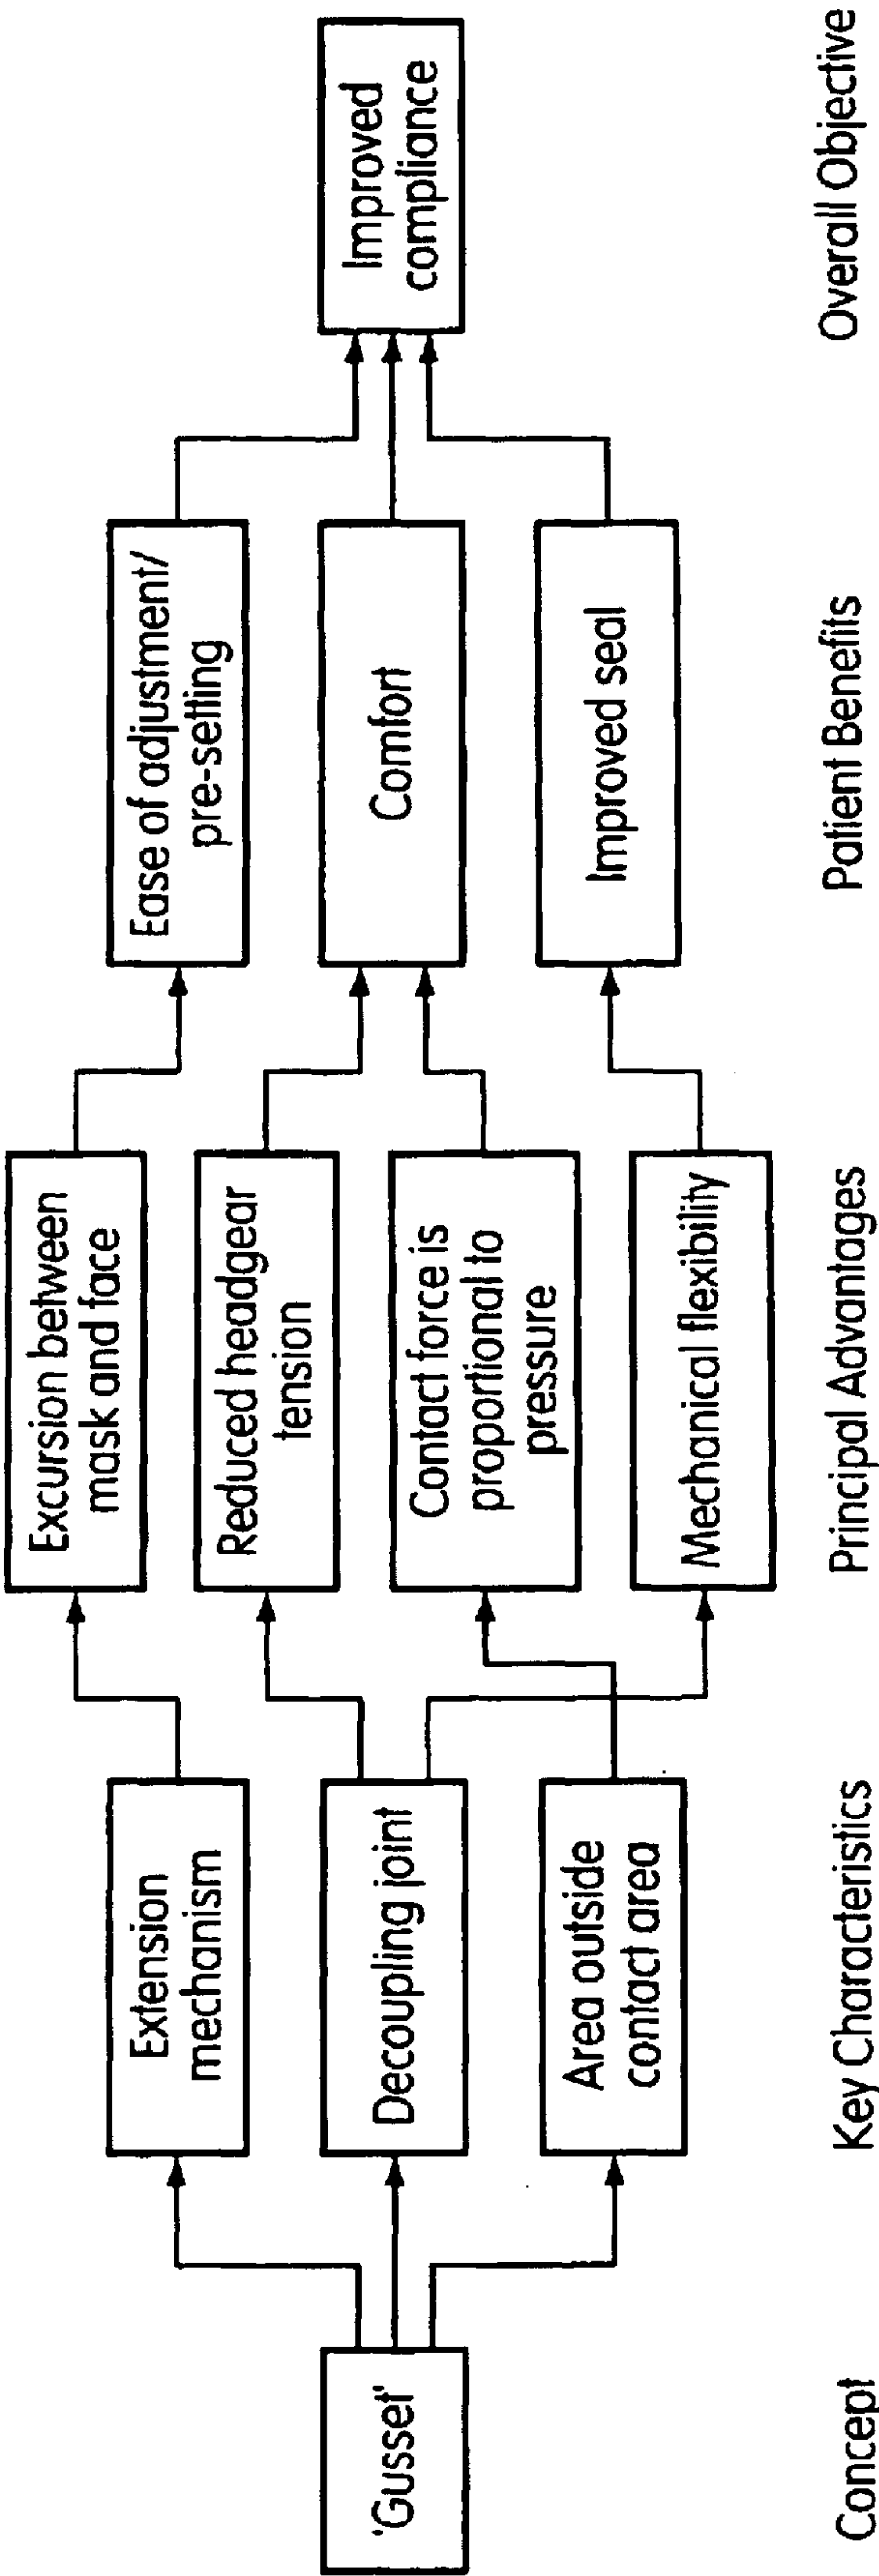 'Gusset'
Extension
mechanism
Decoupling joint
Area outside
contact area
Excursion between
mask and face
Reduced headgear
tension
Contact force is
proportional to
pressure
Mechanical flexibility
Ease of adjustment/
pre-setting
Comfort
Improved seal
Improved
compliance
Concept
Key Characteristics
Principal Advantages
Patient Benefits
Overall Objective